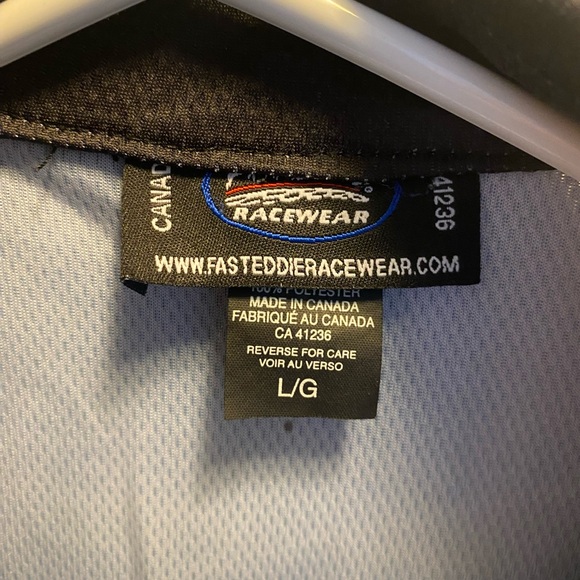 CANAD
RACEWEAR
41236
WWW.FASTEDDIERACEWEAR.COM
100% POLYESTER
MADE IN CANADA
FABRIQUÉ AU CANADA
CA 41236
REVERSE FOR CARE
VOIR AU VERSO
L/G